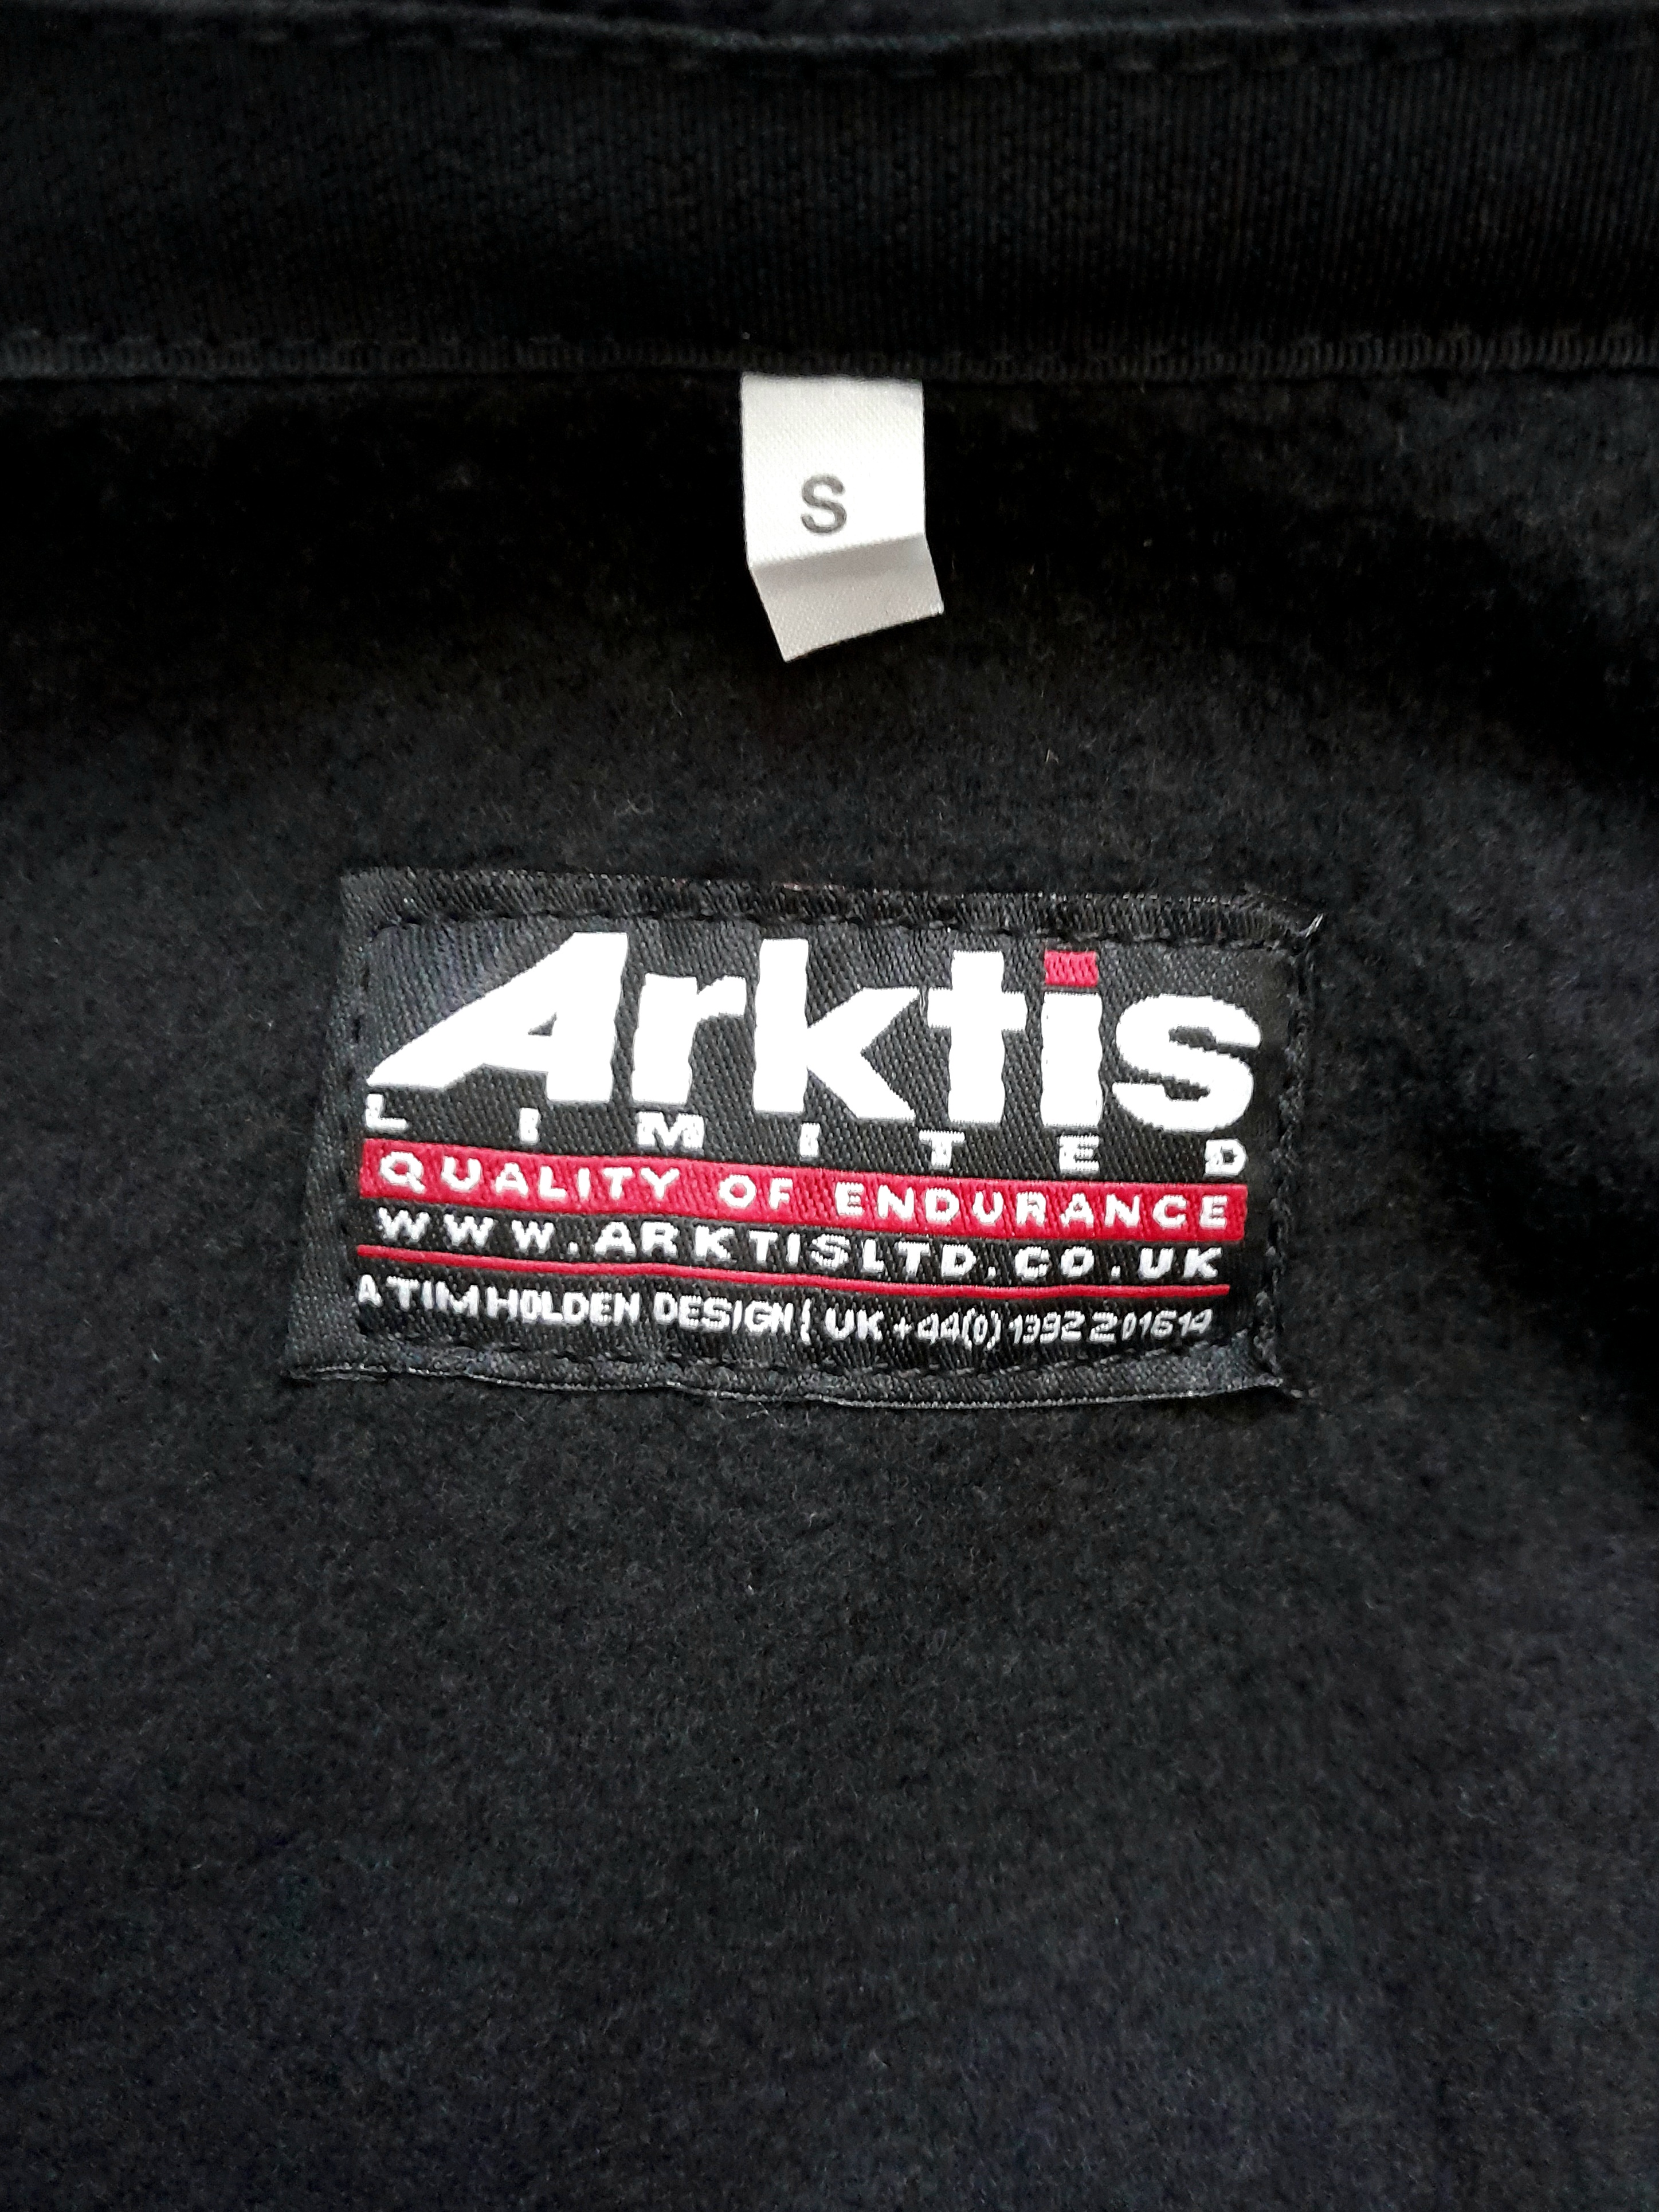 S
Arktis
LIMITED
QUALITY OF ENDURANCE
WWW.ARKTISLTD.CO.UK
A TIM HOLDEN DESIGN { UK +44(0) 1392 201614